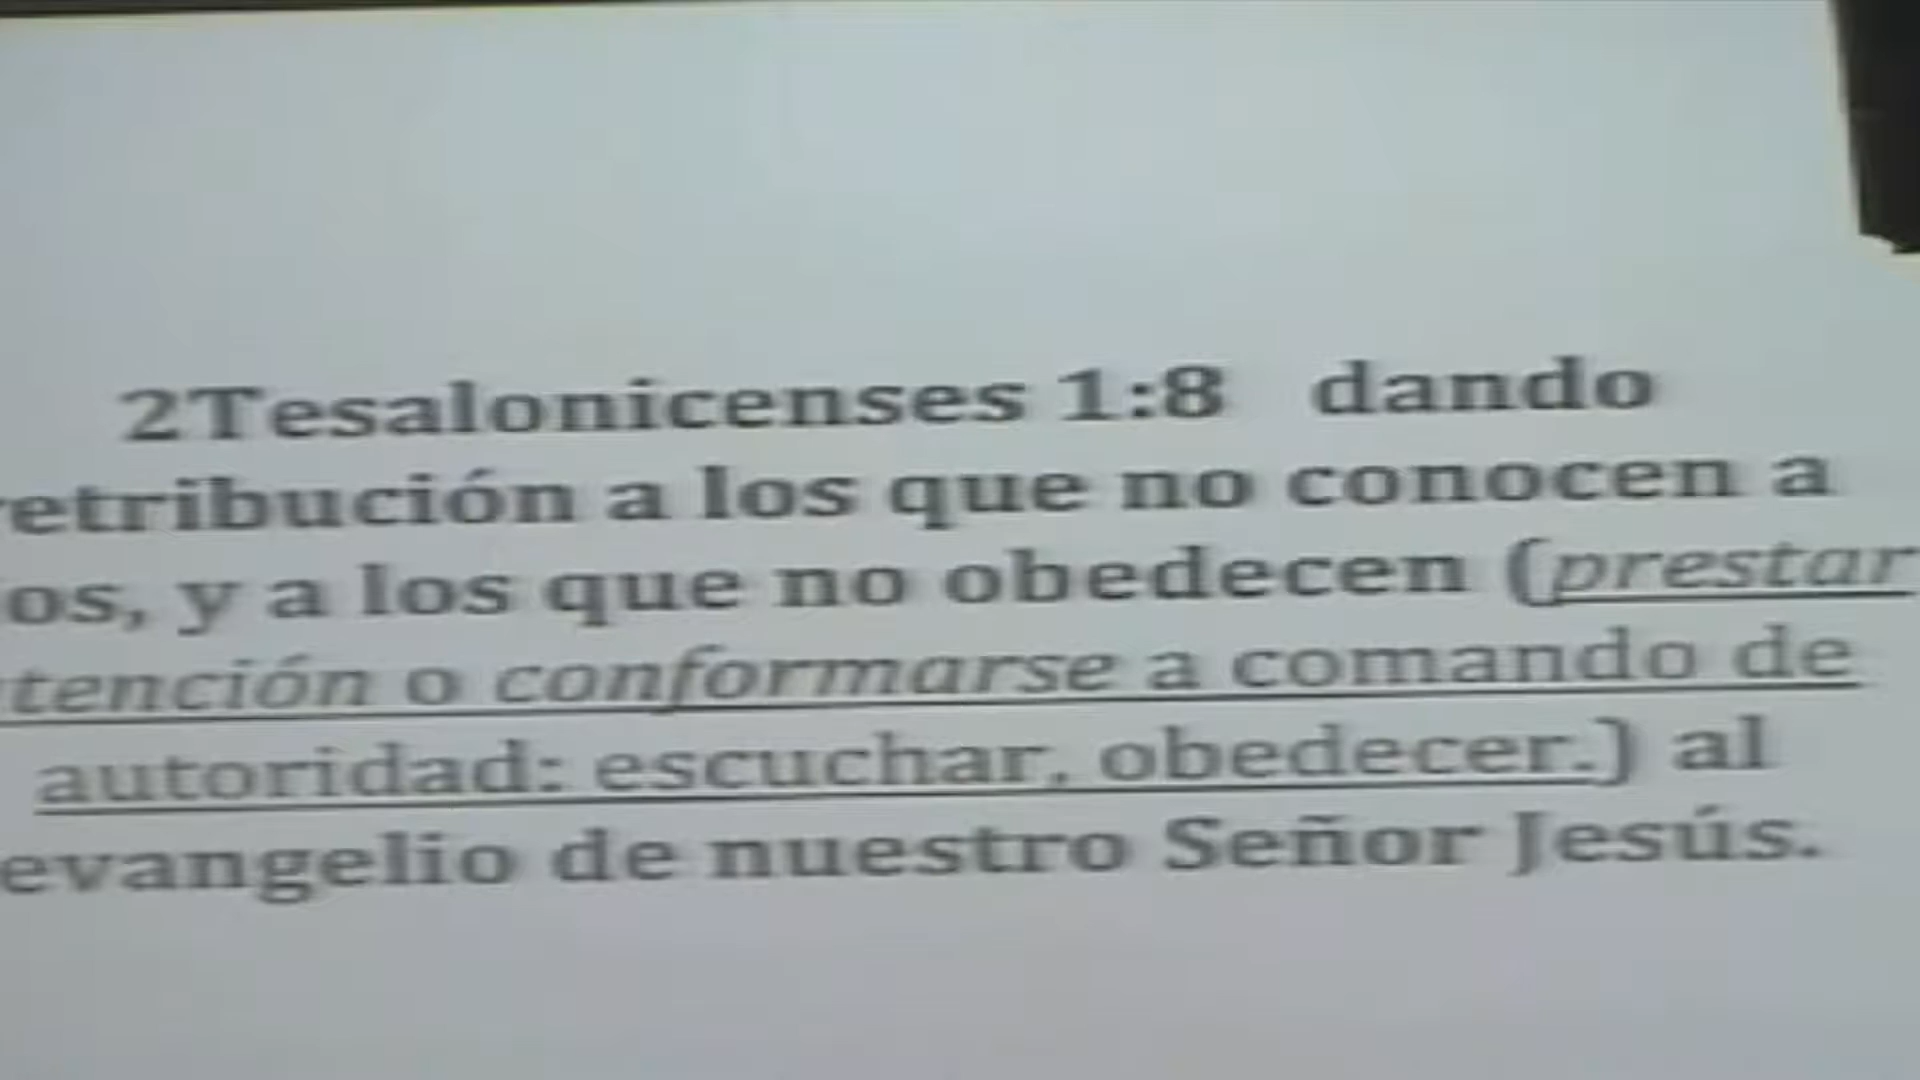 2Tesalonicenses 1:8 dando
retribución a los que no conocen a
os, y a los que no obedecen (prestar
tención o conformarse a comando de
autoridad: escuchar, obedecer.) al
evangelio de nuestro Señor Jesús.